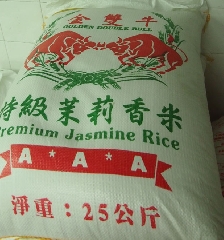 金雙牛
GOLDEN DOUBLE BULL
特級茉莉香米
Premium Jasmine Rice
A ★ A ★ A
淨重：25公斤